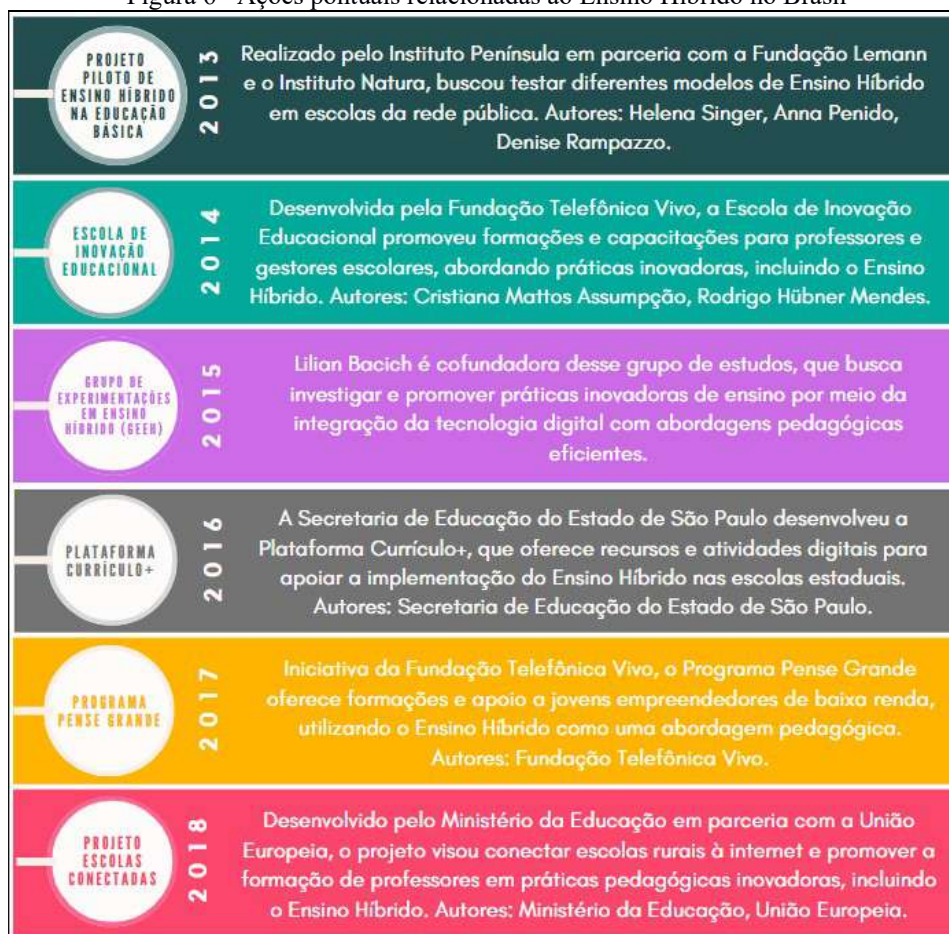 Figura 6 - Ações pontuais relacionadas ao Ensino Híbrido no Brasil
PROJETO
PILOTO DE
ENSINO HÍBRIDO
NA EDUCAÇÃO
BÁSICA
2013
Realizado pelo Instituto Península em parceria com a Fundação Lemann
e o Instituto Natura, buscou testar diferentes modelos de Ensino Híbrido
em escolas da rede pública. Autores: Helena Singer, Anna Penido,
Denise Rampazzo.
ESCOLA DE
INOVAÇÃO
EDUCACIONAL
2014
Desenvolvida pela Fundação Telefônica Vivo, a Escola de Inovação
Educacional promoveu formações e capacitações para professores e
gestores escolares, abordando práticas inovadoras, incluindo o Ensino
Híbrido. Autores: Cristiana Mattos Assumpção, Rodrigo Hübner Mendes.
GRUPO DE
EXPERIMENTAÇÕES
EM ENSINO
HÍBRIDO (GEEH)
2015
Lilian Bacich é cofundadora desse grupo de estudos, que busca
investigar e promover práticas inovadoras de ensino por meio da
integração da tecnologia digital com abordagens pedagógicas
eficientes.
PLATAFORMA
CURRÍCULO+
2016
A Secretaria de Educação do Estado de São Paulo desenvolveu a
Plataforma Currículo+, que oferece recursos e atividades digitais para
apoiar a implementação do Ensino Híbrido nas escolas estaduais.
Autores: Secretaria de Educação do Estado de São Paulo.
PROGRAMA
PENSE GRANDE
2017
Iniciativa da Fundação Telefônica Vivo, o Programa Pense Grande
oferece formações e apoio a jovens empreendedores de baixa renda,
utilizando o Ensino Híbrido como uma abordagem pedagógica.
Autores: Fundação Telefônica Vivo.
PROJETO
ESCOLAS
CONECTADAS
2018
Desenvolvido pelo Ministério da Educação em parceria com a União
Europeia, o projeto visou conectar escolas rurais à internet e promover a
formação de professores em práticas pedagógicas inovadoras, incluindo
o Ensino Híbrido. Autores: Ministério da Educação, União Europeia.